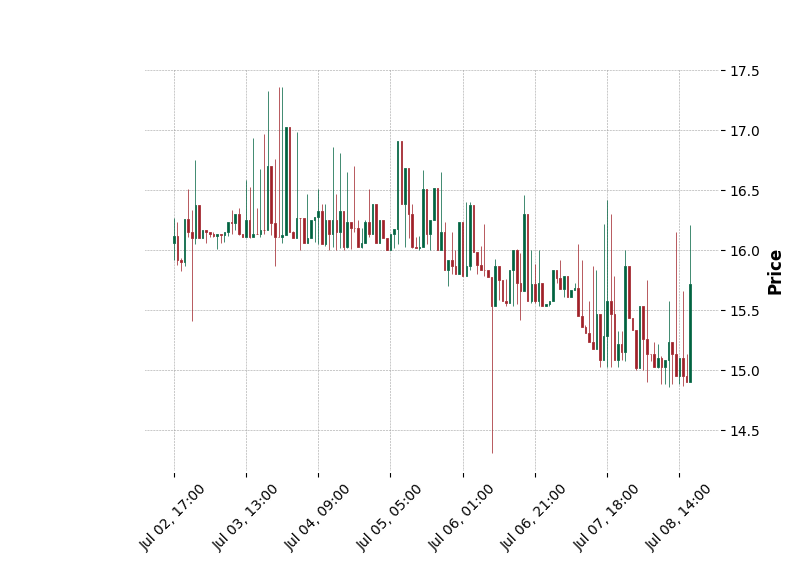 17.5
17.0
16.5
16.0
15.5
15.0
14.5
Price
Jul 02, 17:00
Jul 03, 13:00
Jul 04, 09:00
Jul 05, 05:00
Jul 06, 01:00
Jul 06, 21:00
Jul 07, 18:00
Jul 08, 14:00